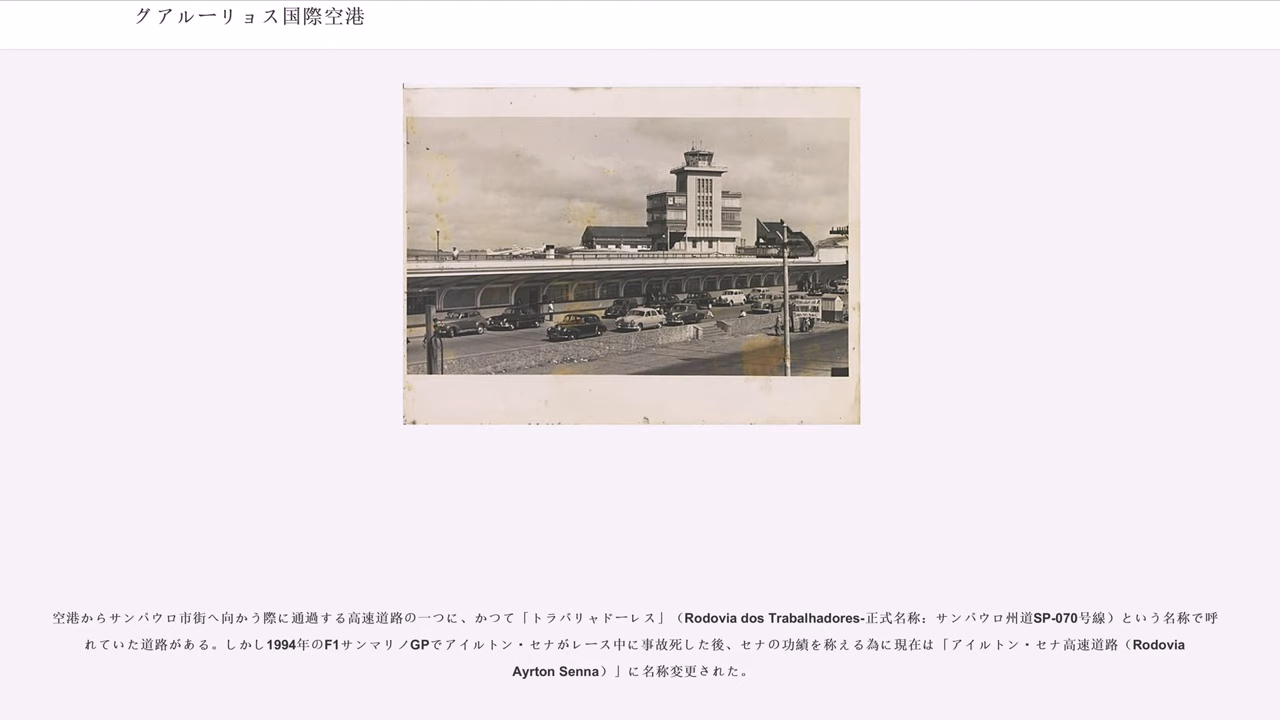 グアルーリョス国際空港
空港からサンパウロ市街へ向かう際に通過する高速道路の一つに、かつて「トラバリャドーレス」（Rodovia dos Trabalhadores-正式名称：サンパウロ州道SP-070号線）という名称で呼
れていた道路がある。しかし1994年のF1サンマリノGPでアイルトン・セナがレース中に事故死した後、セナの功績を称える為に現在は「アイルトン・セナ高速道路（Rodovia
Ayrton Senna）」に名称変更された。